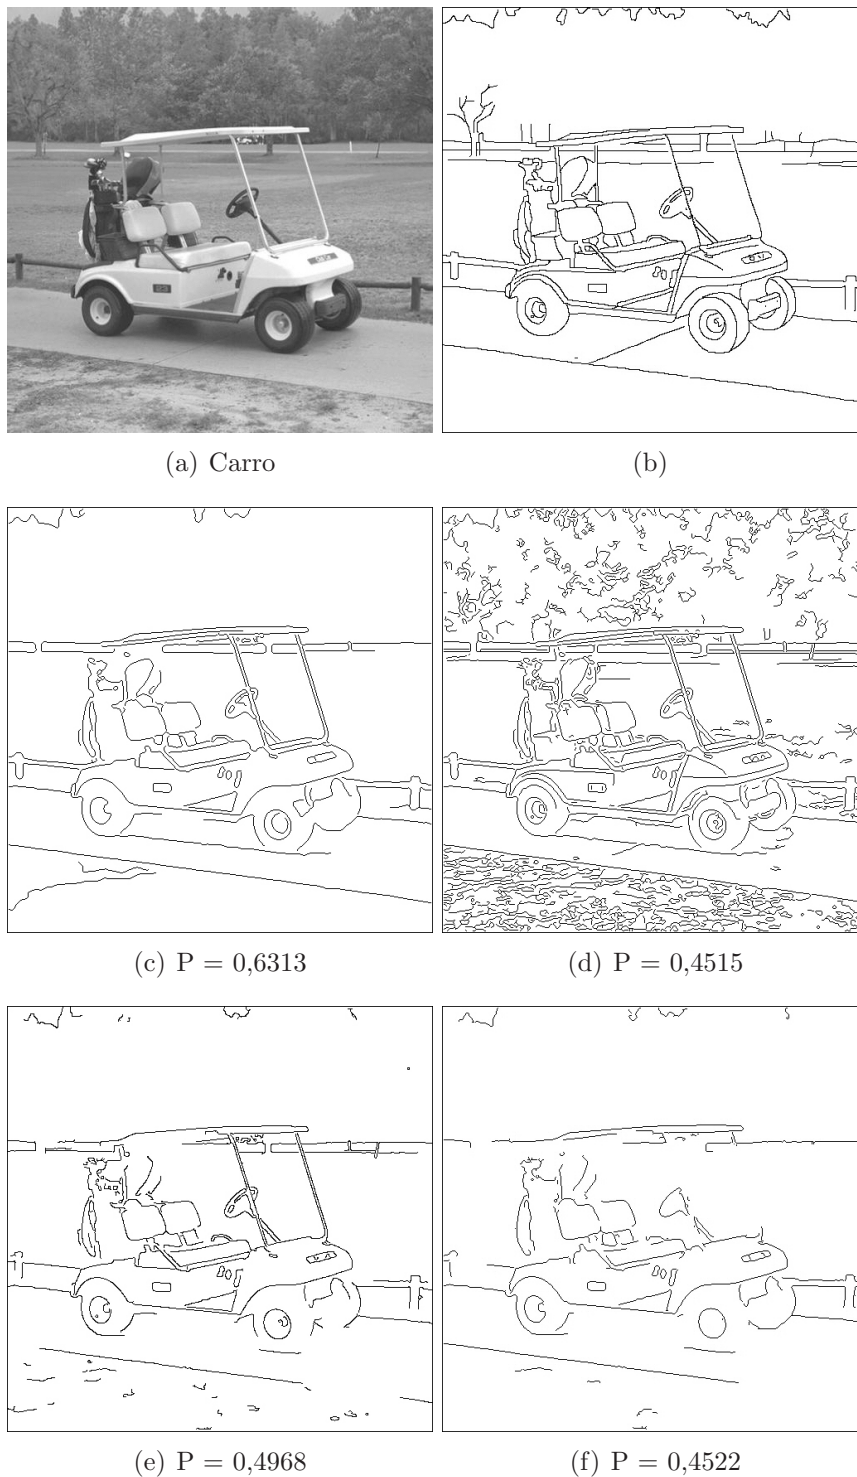 (a) Carro
(b)
(c) P = 0,6313
(d) P = 0,4515
(e) P = 0,4968
(f) P = 0,4522